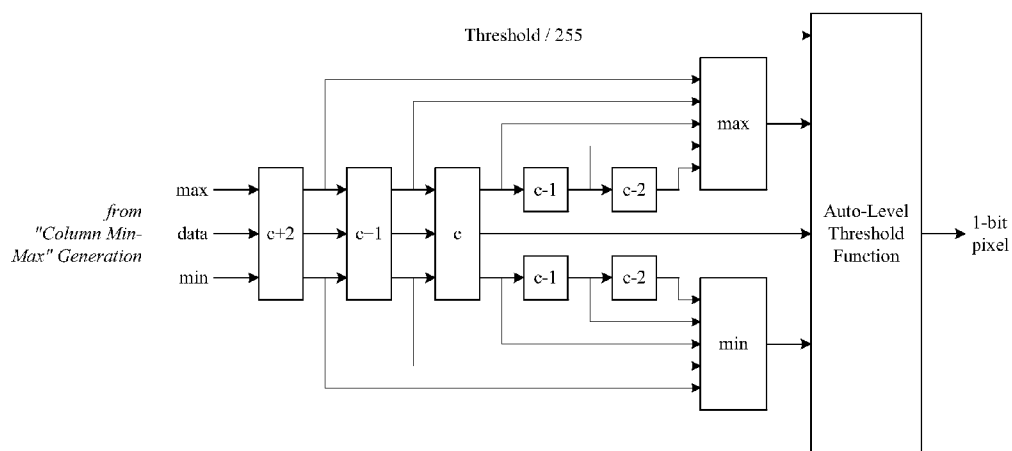 Threshold / 255
max
max
c-1
c-2
from
"Column Min-
Max" Generation
data
c+2
c−1
c
Auto-Level
Threshold
Function
1-bit
pixel
min
c-1
c-2
min